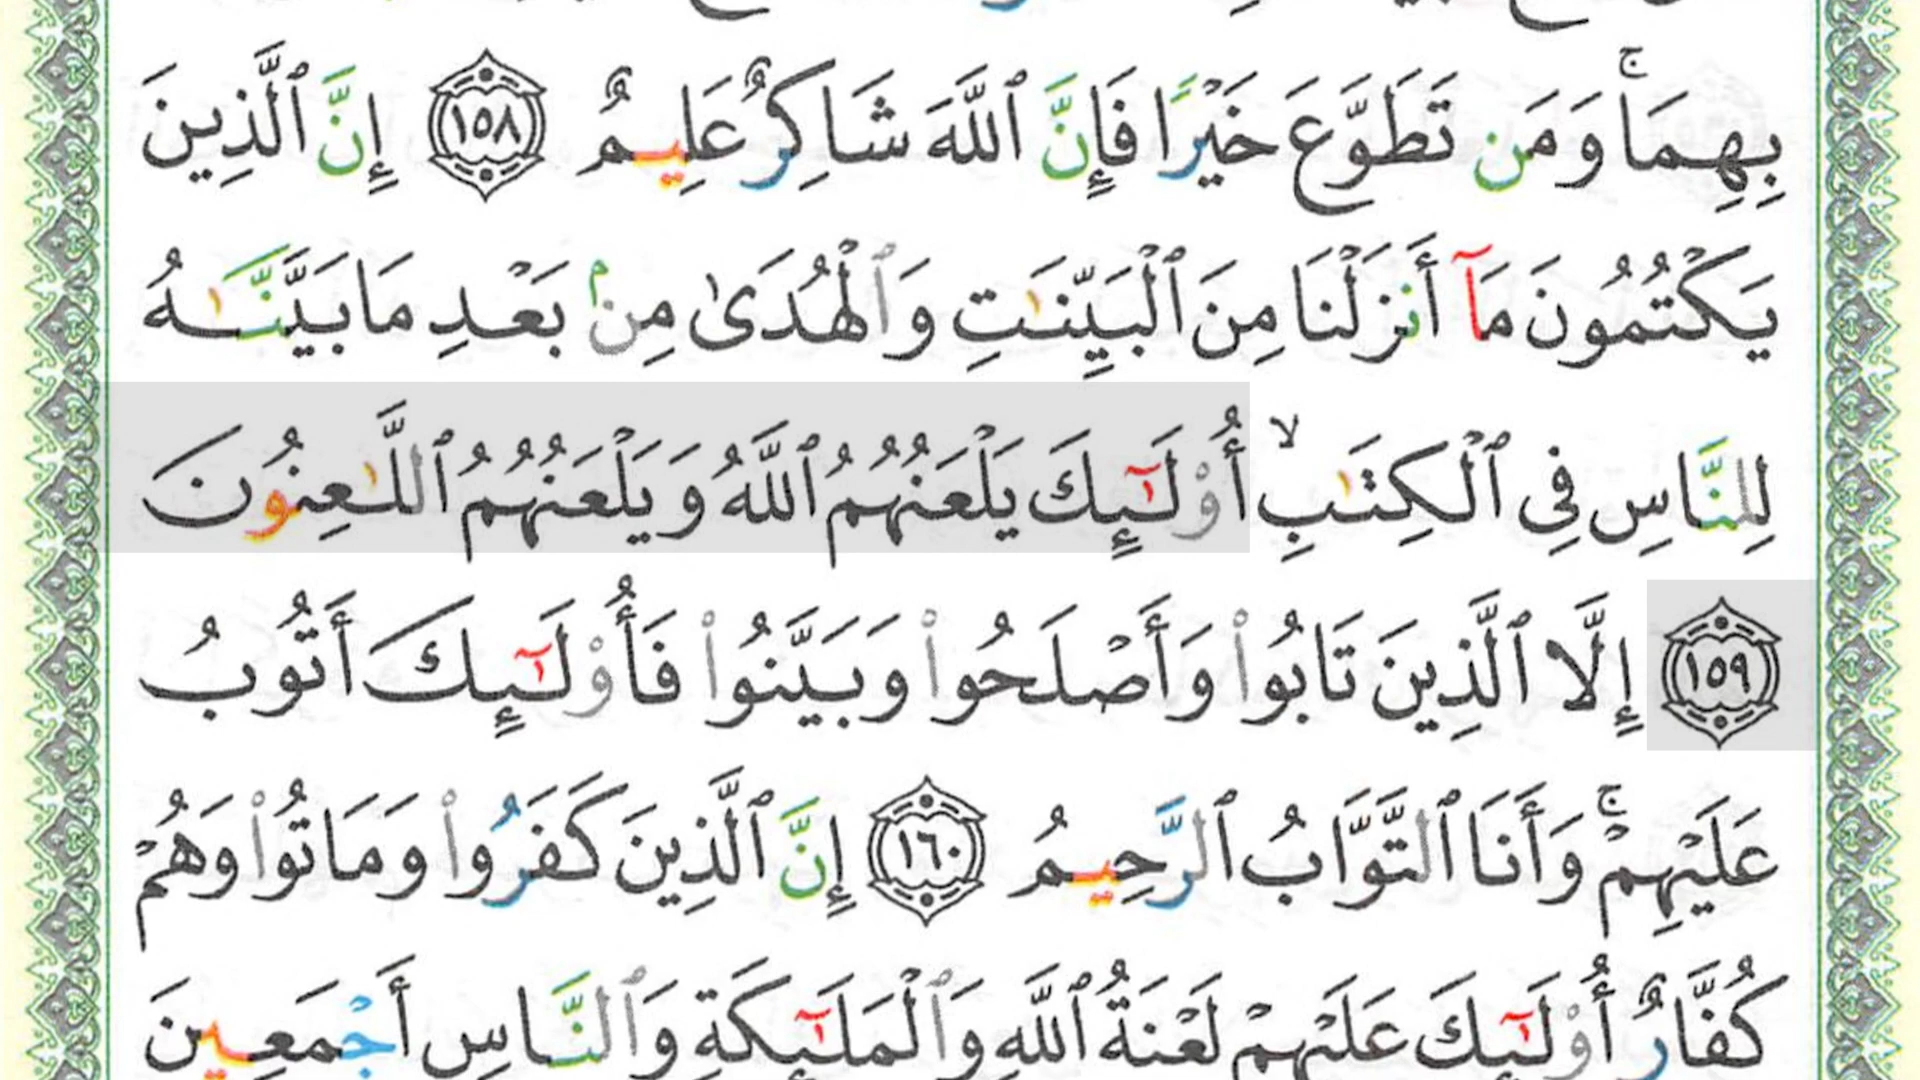 بِهِمَاۚ وَمَن تَطَوَّعَ خَيْرًا فَإِنَّ ٱللَّهَ شَاكِرٌ عَلِيمٌ ١٥٨ إِنَّ ٱلَّذِينَ
يَكْتُمُونَ مَآ أَنزَلْنَا مِنَ ٱلْبَيِّنَٰتِ وَٱلْهُدَىٰ مِنۢ بَعْدِ مَا بَيَّنَّٰهُ
لِلنَّاسِ فِى ٱلْكِتَٰبِۙ أُو۟لَٰٓئِكَ يَلْعَنُهُمُ ٱللَّهُ وَيَلْعَنُهُمُ ٱللَّٰعِنُونَ
١٥٩ إِلَّا ٱلَّذِينَ تَابُوا۟ وَأَصْلَحُوا۟ وَبَيَّنُوا۟ فَأُو۟لَٰٓئِكَ أَتُوبُ
عَلَيْهِمْۚ وَأَنَا ٱلتَّوَّابُ ٱلرَّحِيمُ ١٦٠ إِنَّ ٱلَّذِينَ كَفَرُوا۟ وَمَاتُوا۟ وَهُمْ
كُفَّارٌ أُو۟لَٰٓئِكَ عَلَيْهِمْ لَعْنَةُ ٱللَّهِ وَٱلْمَلَٰٓئِكَةِ وَٱلنَّاسِ أَجْمَعِينَ